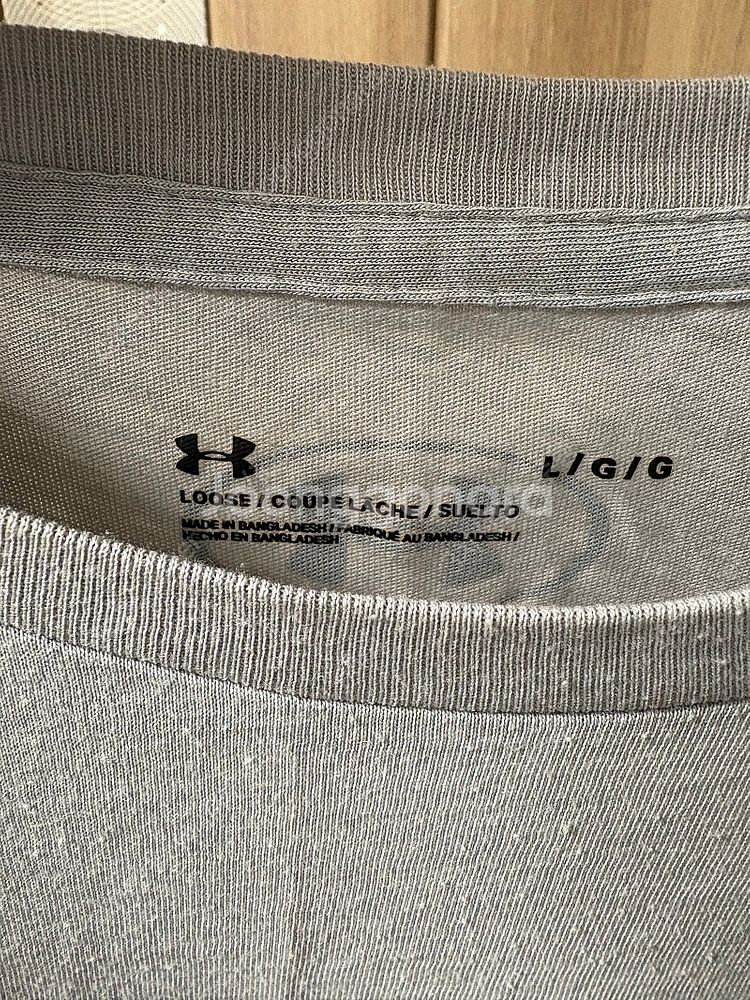 L/G/G
LOOSE / COUPE LACHE / SUELTO
MADE IN BANGLADESH / FABRIQUÉ AU BANGLADESH /
HECHO EN BANGLADESH